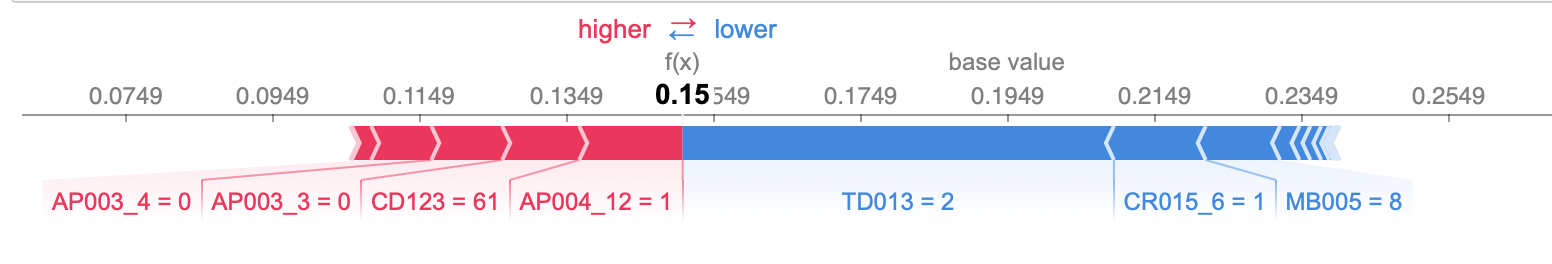 higher ⇄ lower
f(x) base value
0.0749 0.0949 0.1149 0.1349 0.15 549 0.1749 0.1949 0.2149 0.2349 0.2549
AP003_4 = 0 AP003_3 = 0 CD123 = 61 AP004_12 = 1 TD013 = 2 CR015_6 = 1 MB005 = 8